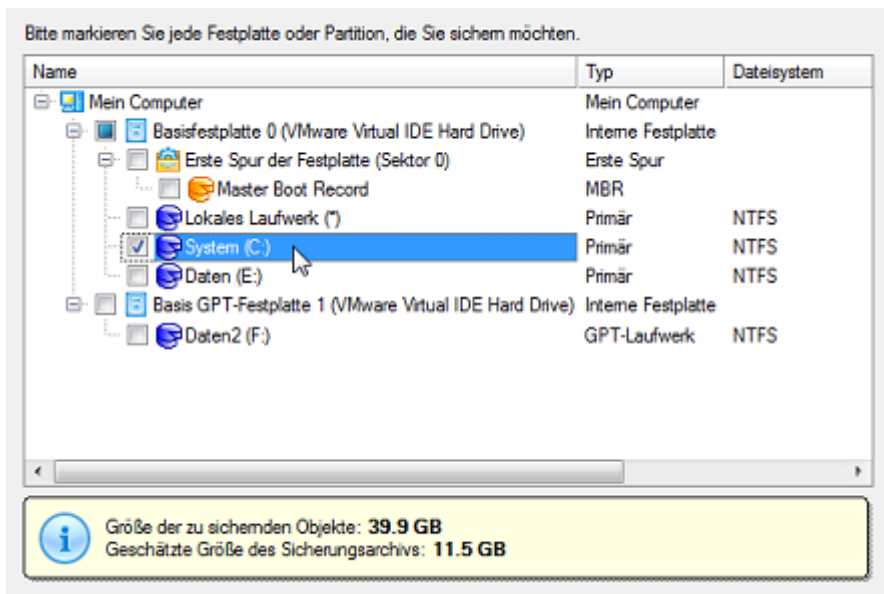 Bitte markieren Sie jede Festplatte oder Partition, die Sie sichern möchten.
Name Typ Dateisystem
Mein Computer Mein Computer
Basisfestplatte 0 (VMware Virtual IDE Hard Drive) Interne Festplatte
Erste Spur der Festplatte (Sektor 0) Erste Spur
Master Boot Record MBR
Lokales Laufwerk (*) Primär NTFS
System (C:) Primär NTFS
Daten (E:) Primär NTFS
Basis GPT-Festplatte 1 (VMware Virtual IDE Hard Drive) Interne Festplatte
Daten2 (F:) GPT-Laufwerk NTFS
Größe der zu sichernden Objekte: 39.9 GB
Geschätzte Größe des Sicherungsarchivs: 11.5 GB